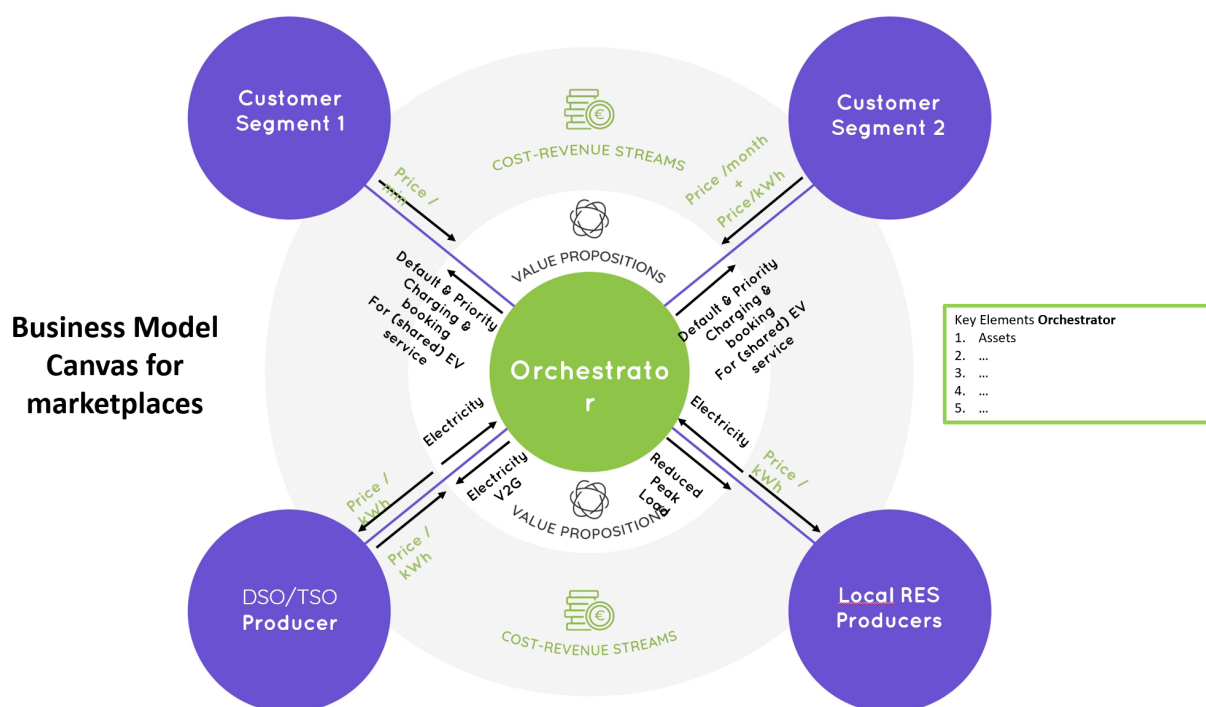 Business Model
Canvas for
marketplaces
Customer
Segment 1
Customer
Segment 2
€
COST-REVENUE STREAMS
Price /
min
Price /month
+
Price/kWh
VALUE PROPOSITIONS
Default & Priority
Charging &
booking
For (shared) EV
service
Default & Priority
Charging &
booking
For (shared) EV
service
Orchestrato
r
Key Elements Orchestrator
1. Assets
2. ...
3. ...
4. ...
5. ...
Electricity
Electricity
V2G
Price /
kWh
Price /
kWh
Electricity
Reduced
Peak
Load
Price /
kWh
VALUE PROPOSITIONS
DSO/TSO
Producer
Local RES
Producers
€
COST-REVENUE STREAMS